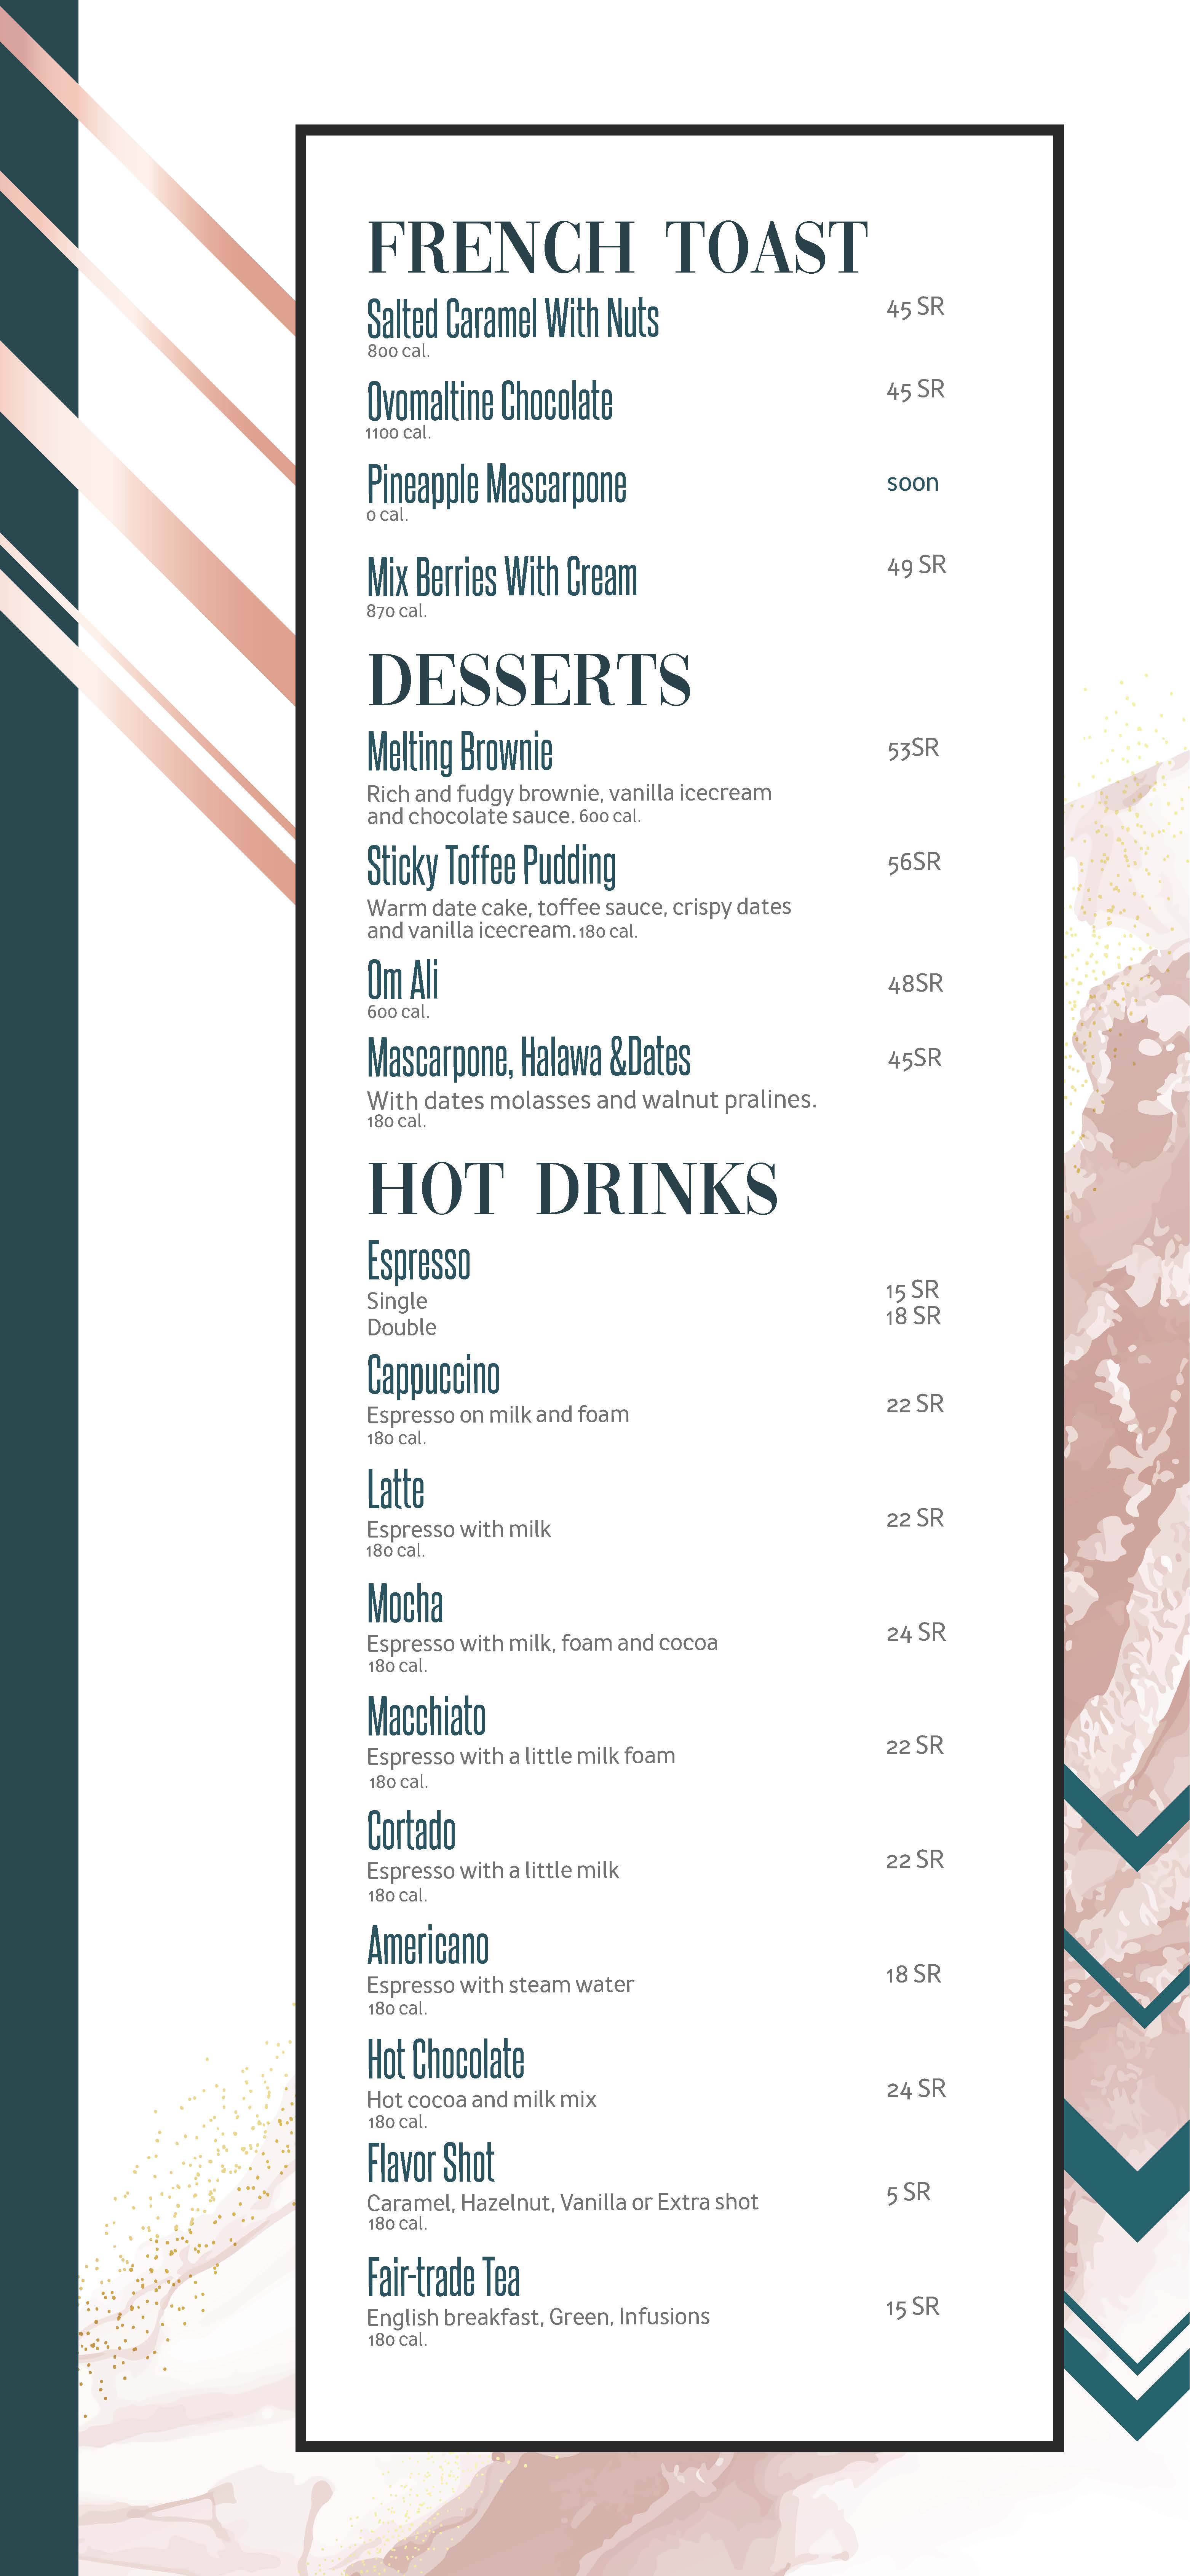 FRENCH TOAST
Salted Caramel With Nuts 45 SR
800 cal.
Ovomaltine Chocolate 45 SR
1100 cal.
Pineapple Mascarpone soon
0 cal.
Mix Berries With Cream 49 SR
870 cal.
DESSERTS
Melting Brownie 53SR
Rich and fudgy brownie, vanilla icecream
and chocolate sauce. 600 cal.
Sticky Toffee Pudding 56SR
Warm date cake, toffee sauce, crispy dates
and vanilla icecream. 180 cal.
Om Ali 48SR
600 cal.
Mascarpone, Halawa &Dates 45SR
With dates molasses and walnut pralines.
180 cal.
HOT DRINKS
Espresso
Single 15 SR
Double 18 SR
Cappuccino
Espresso on milk and foam 22 SR
180 cal.
Latte
Espresso with milk 22 SR
180 cal.
Mocha
Espresso with milk, foam and cocoa 24 SR
180 cal.
Macchiato
Espresso with a little milk foam 22 SR
180 cal.
Cortado
Espresso with a little milk 22 SR
180 cal.
Americano
Espresso with steam water 18 SR
180 cal.
Hot Chocolate
Hot cocoa and milk mix 24 SR
180 cal.
Flavor Shot
Caramel, Hazelnut, Vanilla or Extra shot 5 SR
180 cal.
Fair-trade Tea
English breakfast, Green, Infusions 15 SR
180 cal.